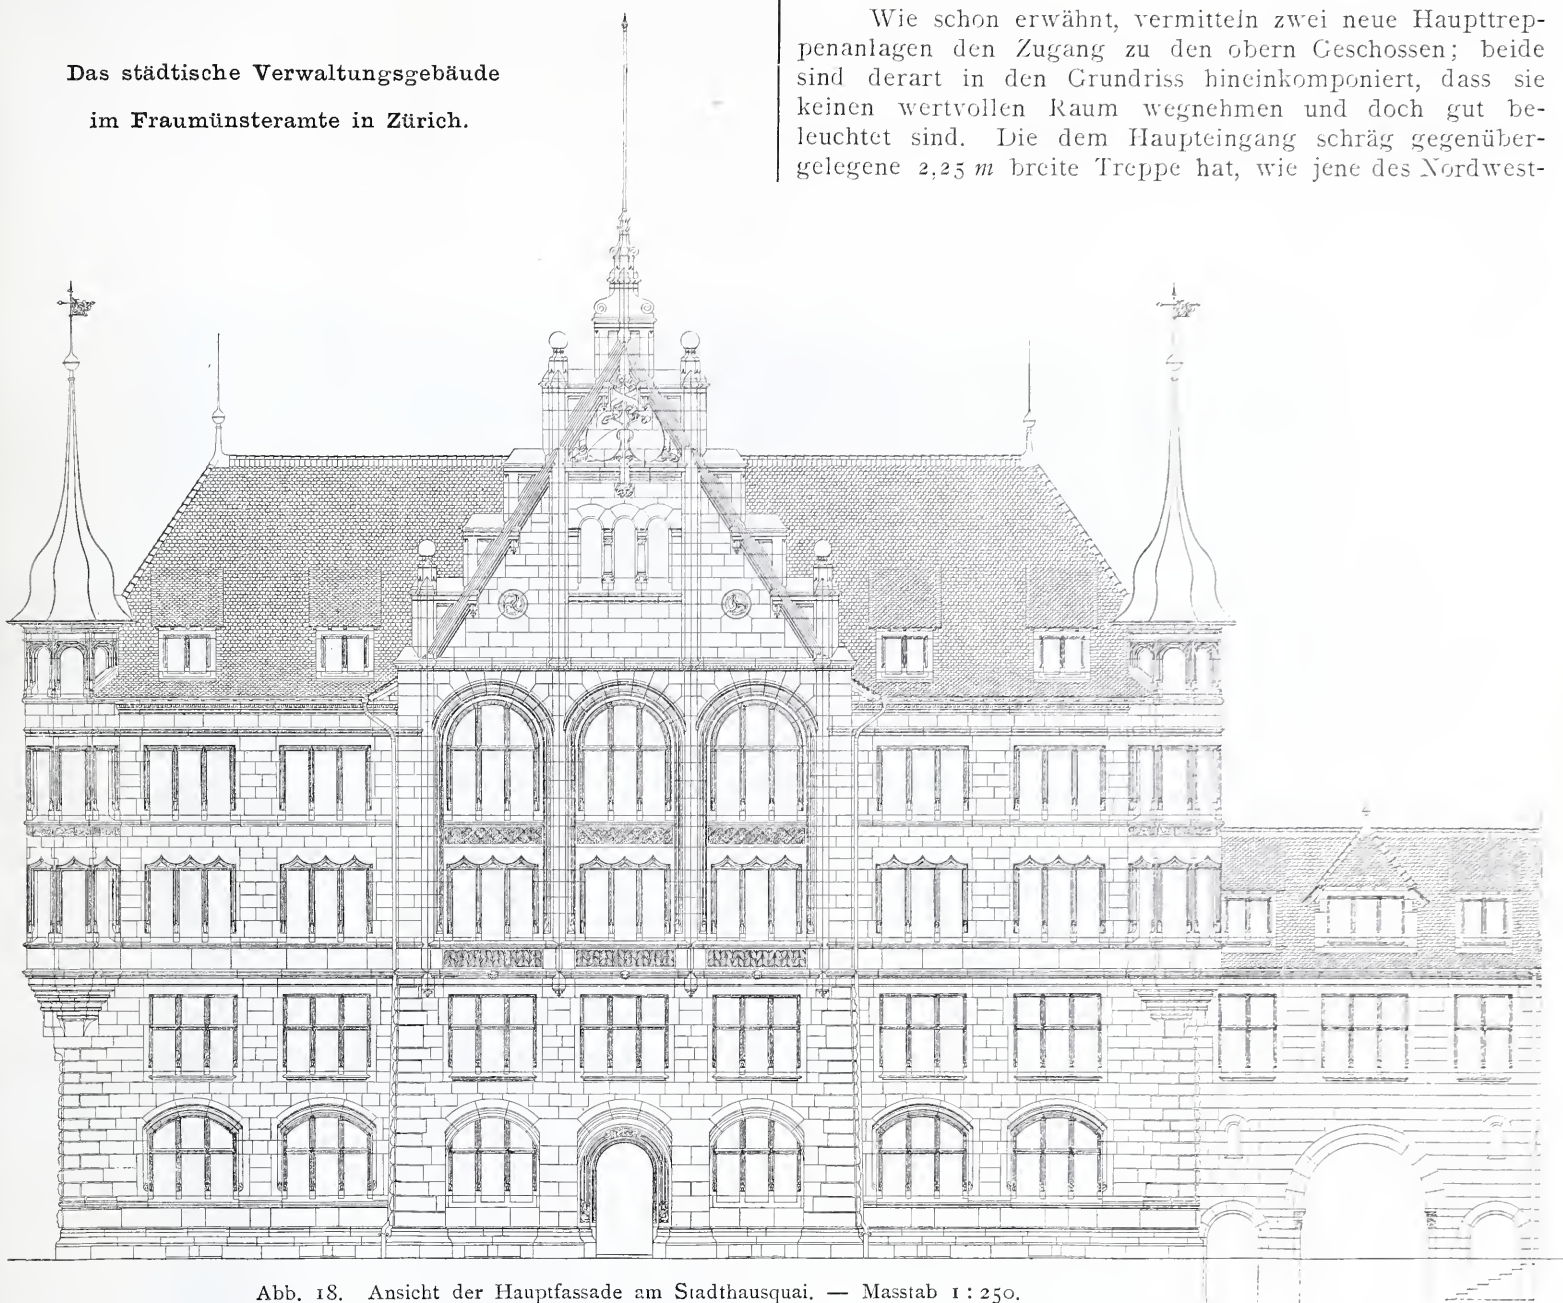 Das städtische Verwaltungsgebäude
im Fraumünsteramte in Zürich.
Wie schon erwähnt, vermitteln zwei neue Haupttrep-
penanlagen den Zugang zu den obern Geschossen; beide
sind derart in den Grundriss hineinkomponiert, dass sie
keinen wertvollen Raum wegnehmen und doch gut be-
leuchtet sind. Die dem Haupteingang schräg gegenüber-
gelegene 2,25 m breite Treppe hat, wie jene des Nordwest-
Abb. 18. Ansicht der Hauptfassade am Stadthausquai. — Masstab 1 : 250.